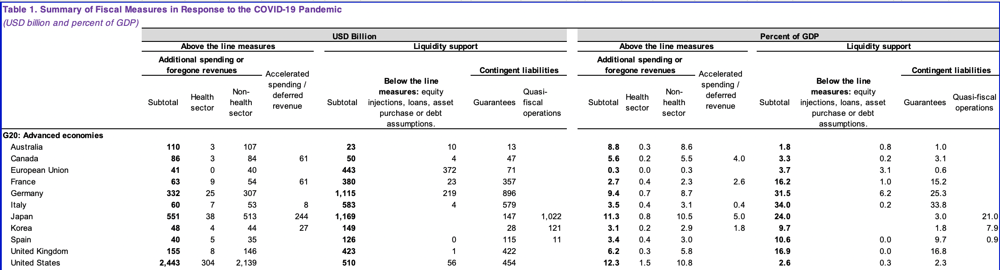 Table 1. Summary of Fiscal Measures in Response to the COVID-19 Pandemic
(USD billion and percent of GDP)
USD Billion Percent of GDP
Above the line measures Liquidity support Above the line measures Liquidity support
Additional spending or foregone revenues
Accelerated spending / deferred revenue
Contingent liabilities
Subtotal
Health sector
Non-health sector
Subtotal
Below the line measures: equity injections, loans, asset purchase or debt assumptions.
Guarantees
Quasi-fiscal operations
Additional spending or foregone revenues
Accelerated spending / deferred revenue
Contingent liabilities
Subtotal
Health sector
Non-health sector
Subtotal
Below the line measures: equity injections, loans, asset purchase or debt assumptions.
Guarantees
Quasi-fiscal operations
G20: Advanced economies
Australia 110 3 107 23 10 13 8.8 0.3 8.6 1.8 0.8 1.0
Canada 86 3 84 61 50 4 47 5.6 0.2 5.5 4.0 3.3 0.2 3.1
European Union 41 0 40 443 372 71 0.3 0.0 0.3 3.7 3.1 0.6
France 63 9 54 61 380 23 357 2.7 0.4 2.3 2.6 16.2 1.0 15.2
Germany 332 25 307 1,115 219 896 9.4 0.7 8.7 31.5 6.2 25.3
Italy 60 7 53 8 583 4 579 3.5 0.4 3.1 0.4 34.0 0.2 33.8
Japan 551 38 513 244 1,169 147 1,022 11.3 0.8 10.5 5.0 24.0 3.0 21.0
Korea 48 4 44 27 149 28 121 3.1 0.2 2.9 1.8 9.7 1.8 7.9
Spain 40 5 35 126 0 115 11 3.4 0.4 3.0 10.6 0.0 9.7 0.9
United Kingdom 155 8 146 423 1 422 6.2 0.3 5.8 16.9 0.0 16.8
United States 2,443 304 2,139 510 56 454 12.3 1.5 10.8 2.6 0.3 2.3